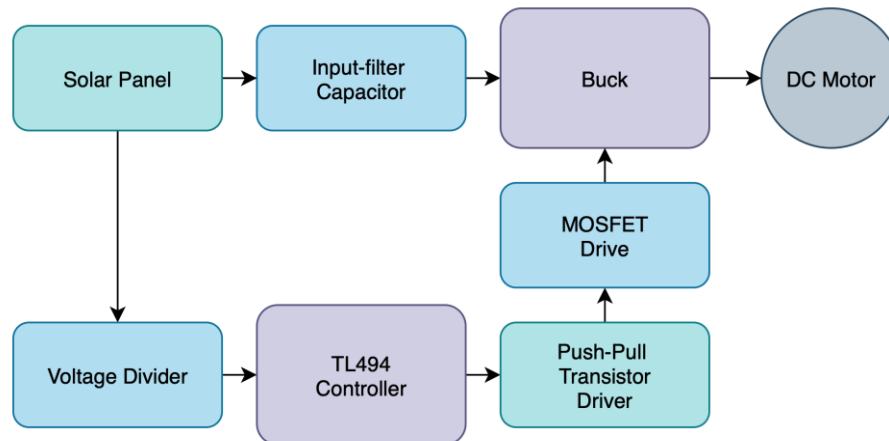 Solar Panel
Input-filter
Capacitor
Buck
DC Motor
MOSFET
Drive
Voltage Divider
TL494
Controller
Push-Pull
Transistor
Driver